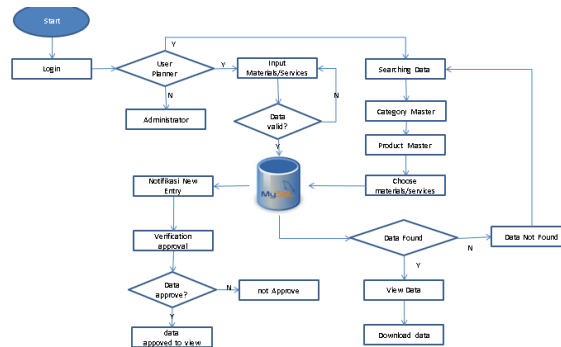 Start
Login
User
Planner
Y
Y
N
Administrator
Input
Materials/Services
N
Data
valid?
Y
Searching Data
Category Master
Product Master
Choose
materials/services
MySQL
Notifikasi New
Entry
Verification
approval
Data
approve?
N
not Approve
Y
data
appoved to view
Data Found
N
Data Not Found
Y
View Data
Download data